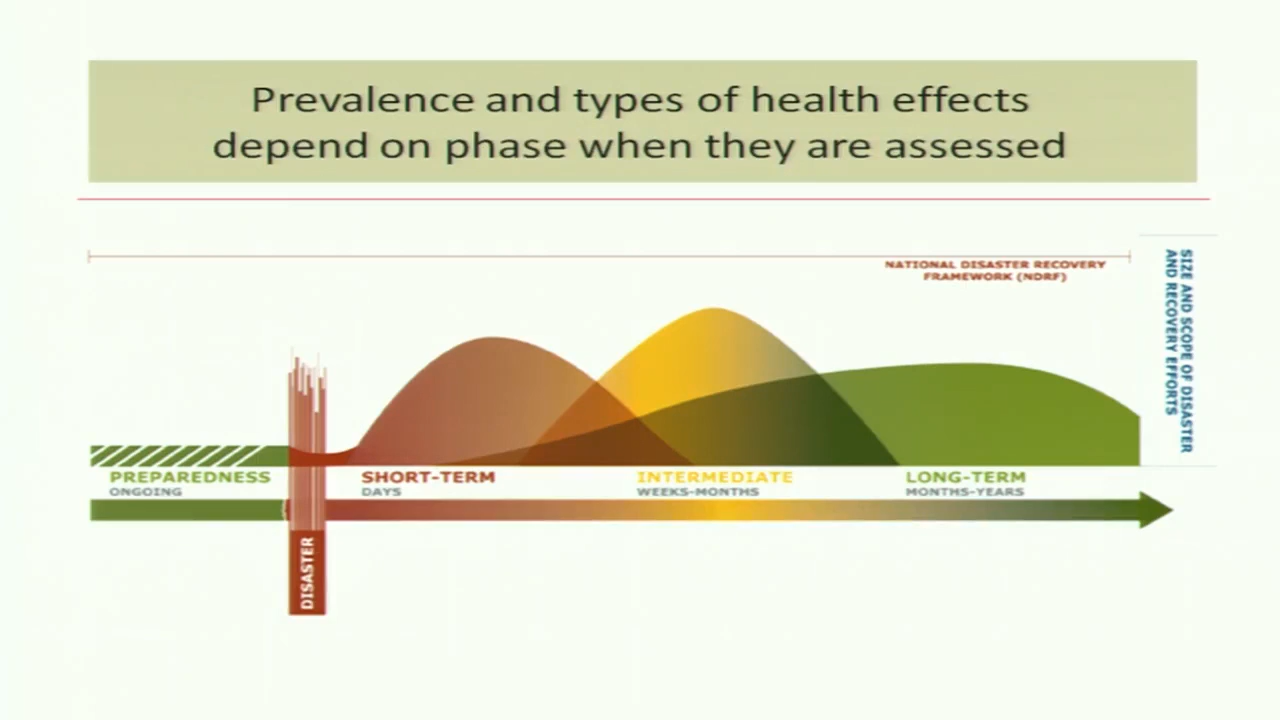 Prevalence and types of health effects
depend on phase when they are assessed
NATIONAL DISASTER RECOVERY
FRAMEWORK (NDRF)
SIZE AND SCOPE OF DISASTER
AND RECOVERY EFFORTS
PREPAREDNESS
ONGOING
SHORT-TERM
DAYS
INTERMEDIATE
WEEKS-MONTHS
LONG-TERM
MONTHS-YEARS
DISASTER